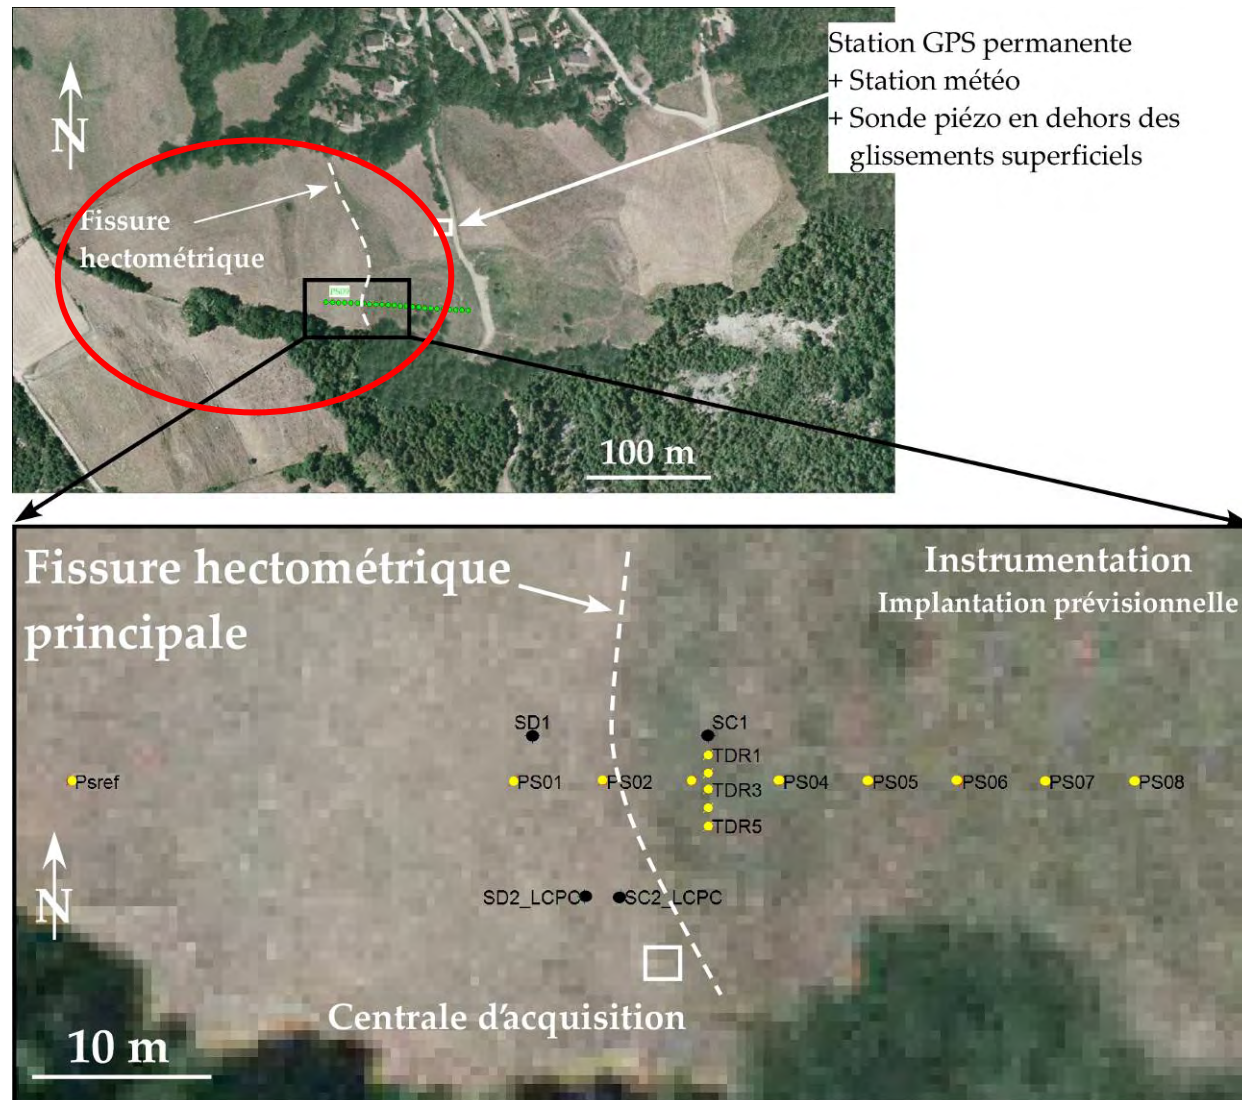 Station GPS permanente
+ Station météo
+ Sonde piézo en dehors des
glissements superficiels
N
Fissure
hectométrique
100 m
Fissure hectométrique
principale
Instrumentation
Implantation prévisionnelle
SD1
SC1
TDR1
Psref
PS01
PS02
TDR3
PS04
PS05
PS06
PS07
PS08
TDR5
SD2_LCPC
SC2_LCPC
N
Centrale d'acquisition
10 m